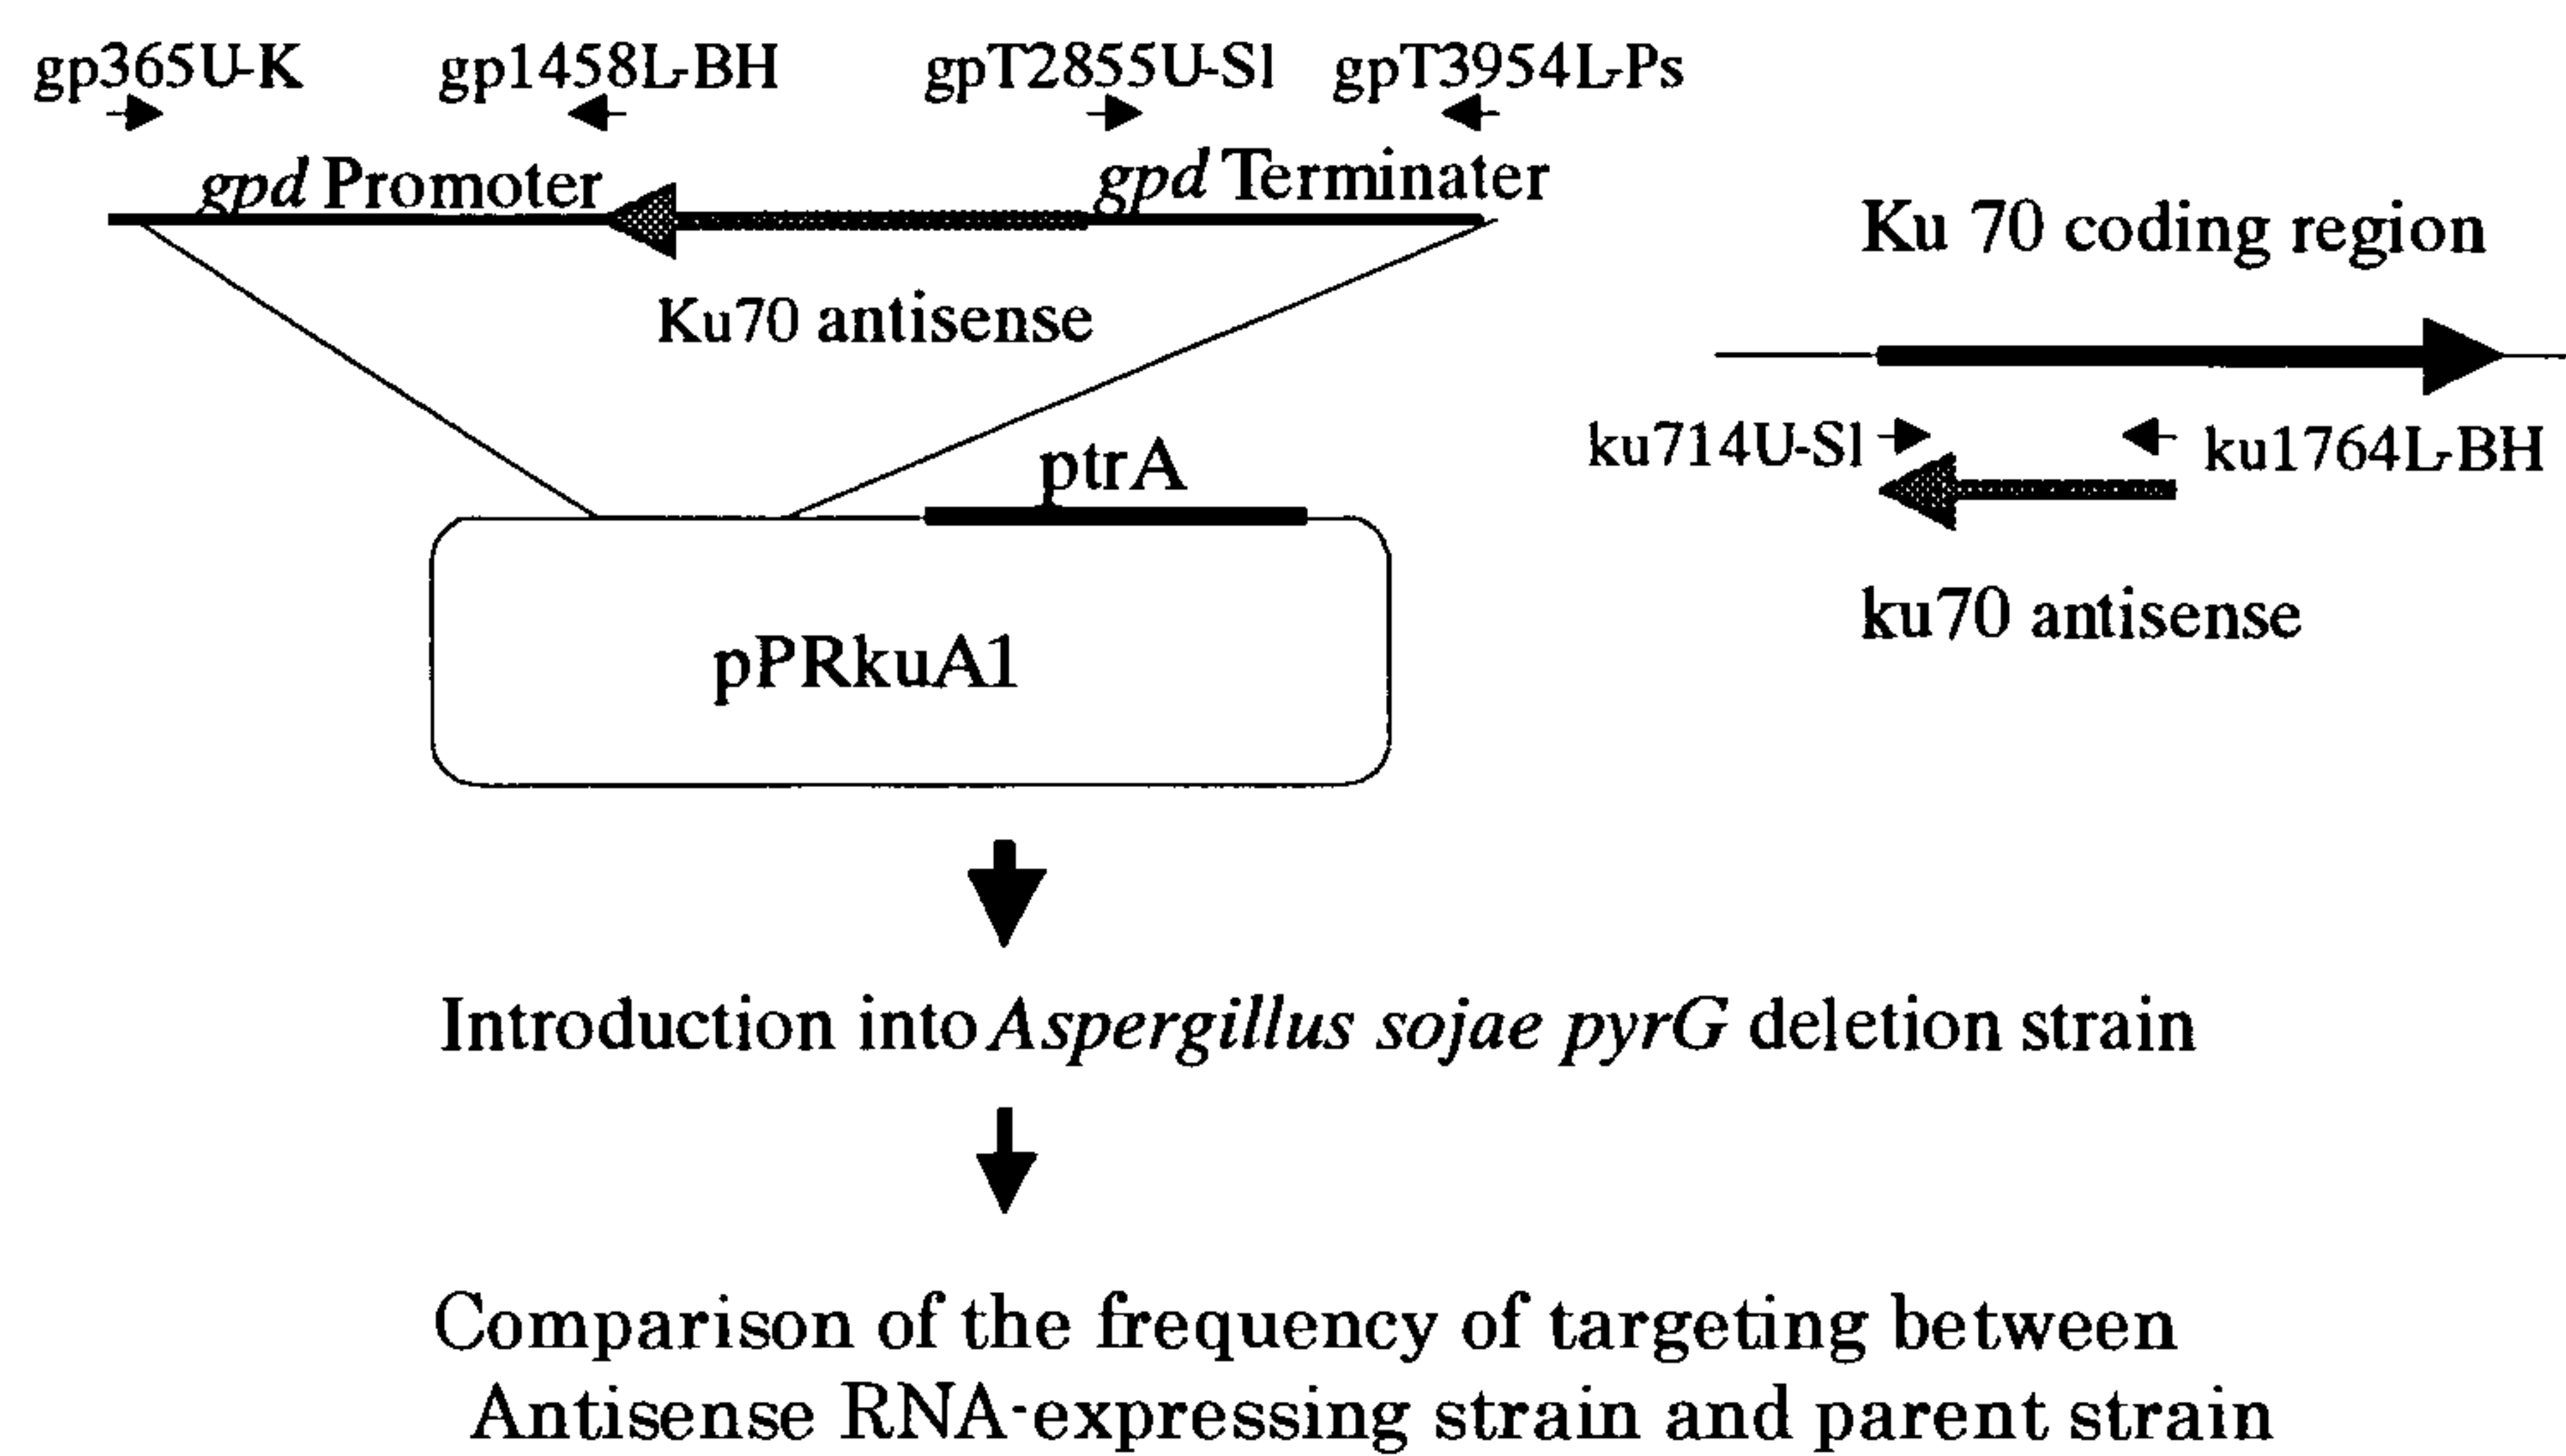 gp365U-K gp1458L-BH gpT2855U-Sl gpT3954L-Ps
gpd Promoter gpd Terminater
Ku70 antisense
Ku 70 coding region
ku714U-Sl ku1764L-BH
ku70 antisense
ptrA
pPRkuA1
Introduction into Aspergillus sojae pyrG deletion strain
Comparison of the frequency of targeting between
Antisense RNA-expressing strain and parent strain